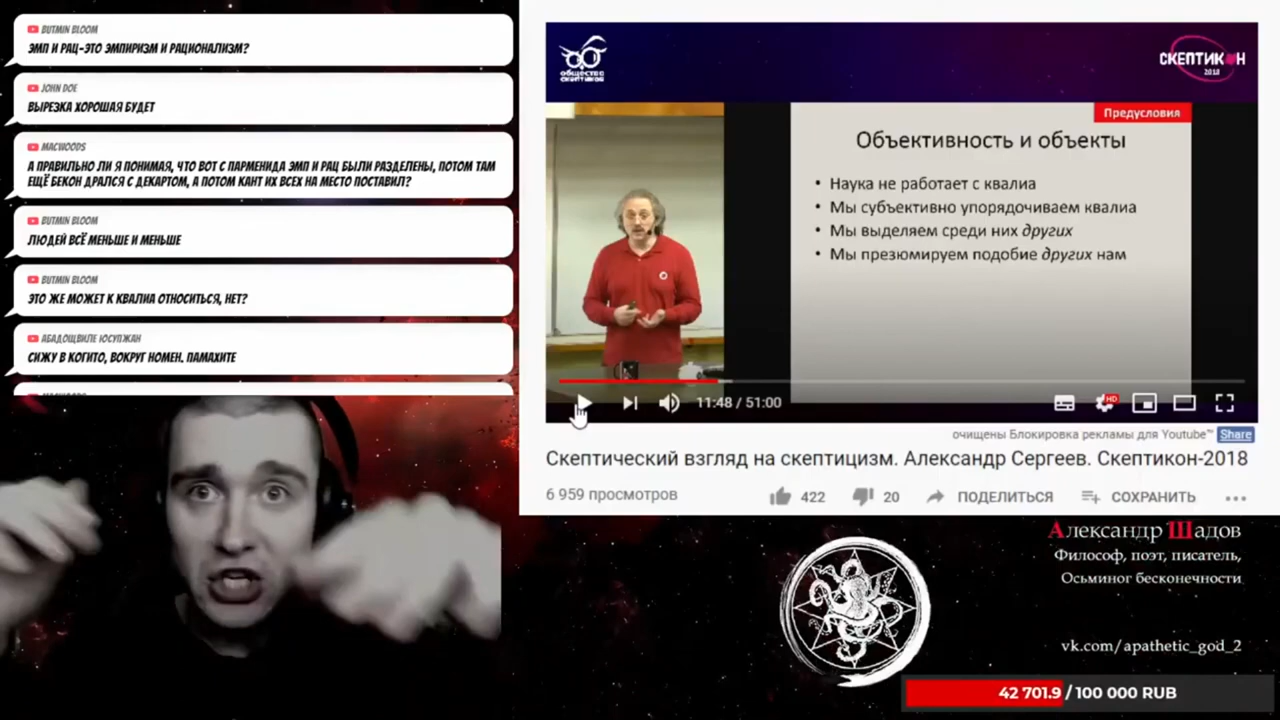 BUTMIN BLOOM
ЭМП И РАЦ-ЭТО ЭМПИРИЗМ И РАЦИОНАЛИЗМ?
JOHN DOE
ВЫРЕЗКА ХОРОШАЯ БУДЕТ
MACWOODS
А ПРАВИЛЬНО ЛИ Я ПОНИМАЮ, ЧТО ВОТ С ПАРМЕНИДА ЭМП И РАЦ БЫЛИ РАЗДЕЛЕНЫ, ПОТОМ ТАМ
ЕЩЁ БЕКОН ДРАЛСЯ С ДЕКАРТОМ, А ПОТОМ КАНТ ИХ ВСЕХ НА МЕСТО ПОСТАВИЛ?
BUTMIN BLOOM
ЛЮДЕЙ ВСЁ МЕНЬШЕ И МЕНЬШЕ
BUTMIN BLOOM
ЭТО ЖЕ МОЖЕТ К КВАЛИА ОТНОСИТЬСЯ, НЕТ?
АБАДОЩВИЛЕ ЮСУПЖАН
СИЖУ В КОГИТО, ВОКРУГ НОМЕН. ПАМАХИТЕ
общество
скептиков
СКЕПТИКОН
2018
Предусловия
Объективность и объекты
• Наука не работает с квалиа
• Мы субъективно упорядочиваем квалиа
• Мы выделяем среди них других
• Мы презюмируем подобие других нам
11:48 / 51:00
HD
очищены Блокировка рекламы для Youtube™ Share
Скептический взгляд на скептицизм. Александр Сергеев. Скептикон-2018
6 959 просмотров
422
20
ПОДЕЛИТЬСЯ
СОХРАНИТЬ
Александр Шадов
Философ, поэт, писатель,
Осьминог бесконечности
vk.com/apathetic_god_2
42 701.9 / 100 000 RUB